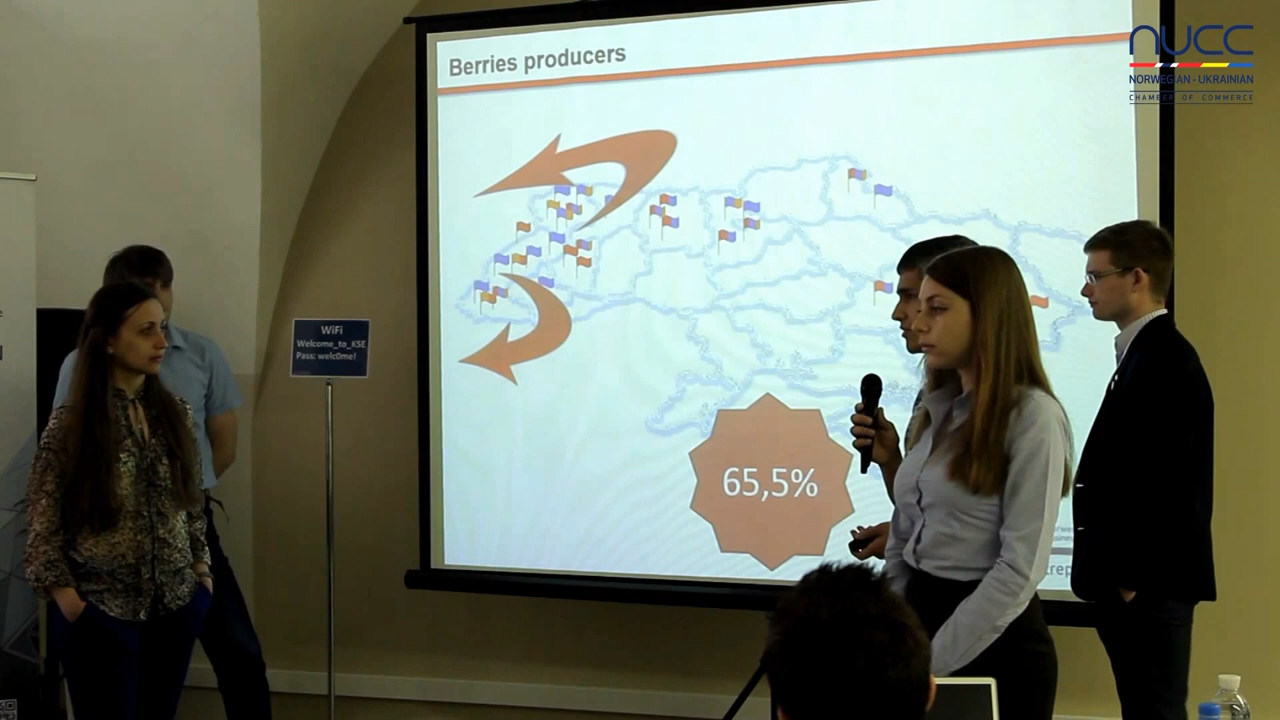 Berries producers
NUCC
NORWEGIAN - UKRAINIAN
CHAMBER OF COMMERCE
WiFi
Welcome_to_KSE
Pass: welc0me!
65,5%